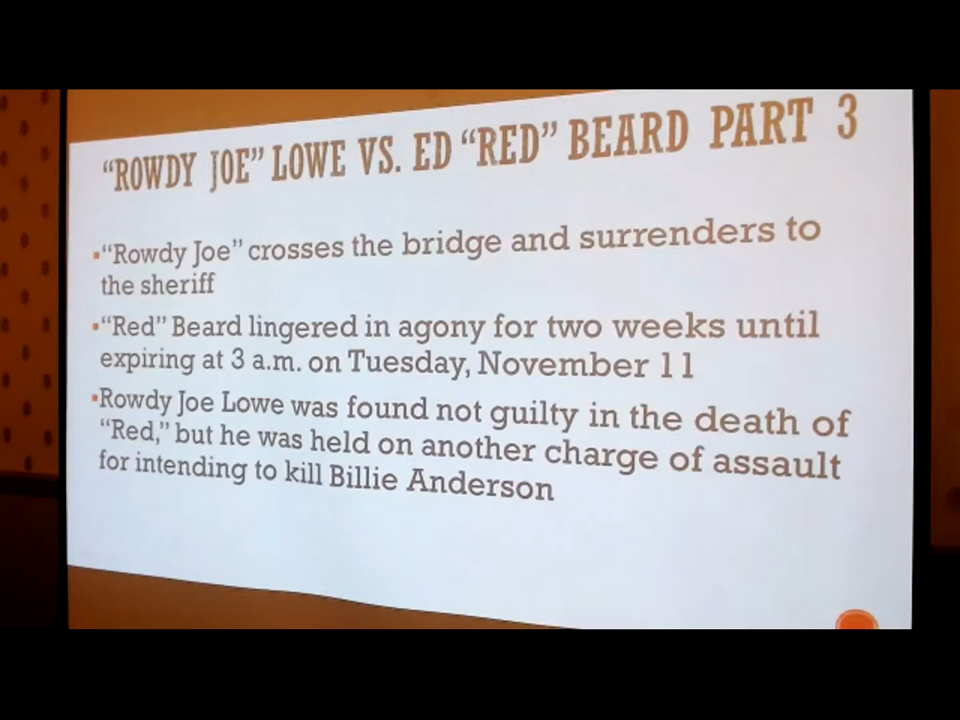 “ROWDY JOE” LOWE VS. ED “RED” BEARD PART 3
▪“Rowdy Joe” crosses the bridge and surrenders to
the sheriff
▪“Red” Beard lingered in agony for two weeks until
expiring at 3 a.m. on Tuesday, November 11
▪Rowdy Joe Lowe was found not guilty in the death of
“Red,” but he was held on another charge of assault
for intending to kill Billie Anderson